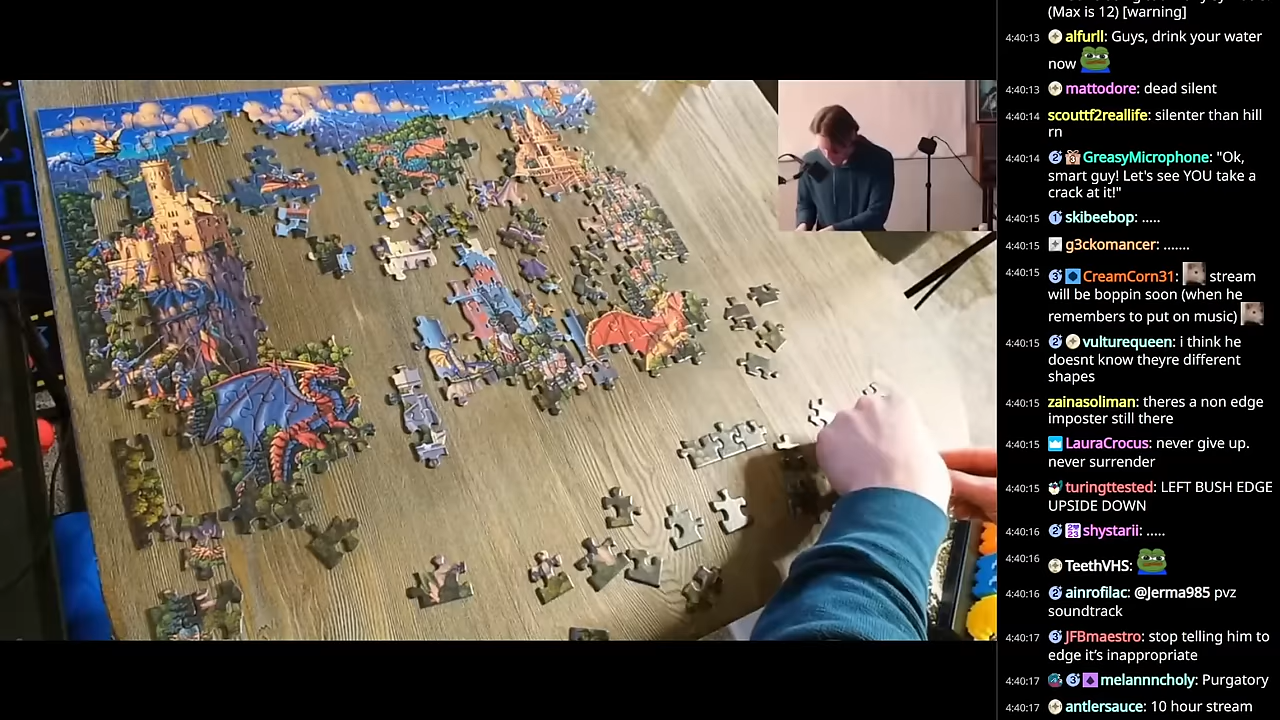 (Max is 12) [warning]
4:40:13 alfurll: Guys, drink your water
now
4:40:13 mattodore: dead silent
4:40:14 scouttf2reallife: silenter than hill
rn
4:40:14 GreasyMicrophone: "Ok,
smart guy! Let's see YOU take a
crack at it!"
4:40:15 skibeebop: .....
4:40:15 g3ckomancer: .......
4:40:15 CreamCorn31: stream
will be boppin soon (when he
remembers to put on music)
4:40:15 vulturequeen: i think he
doesnt know theyre different
shapes
4:40:15 zainasoliman: theres a non edge
imposter still there
4:40:15 LauraCrocus: never give up.
never surrender
4:40:15 turingttested: LEFT BUSH EDGE
UPSIDE DOWN
4:40:16 shystarii: .....
4:40:16 TeethVHS:
4:40:16 ainrofilac: @Jerma985 pvz
soundtrack
4:40:17 JFBmaestro: stop telling him to
edge it's inappropriate
4:40:17 melannncholy: Purgatory
4:40:17 antlersauce: 10 hour stream